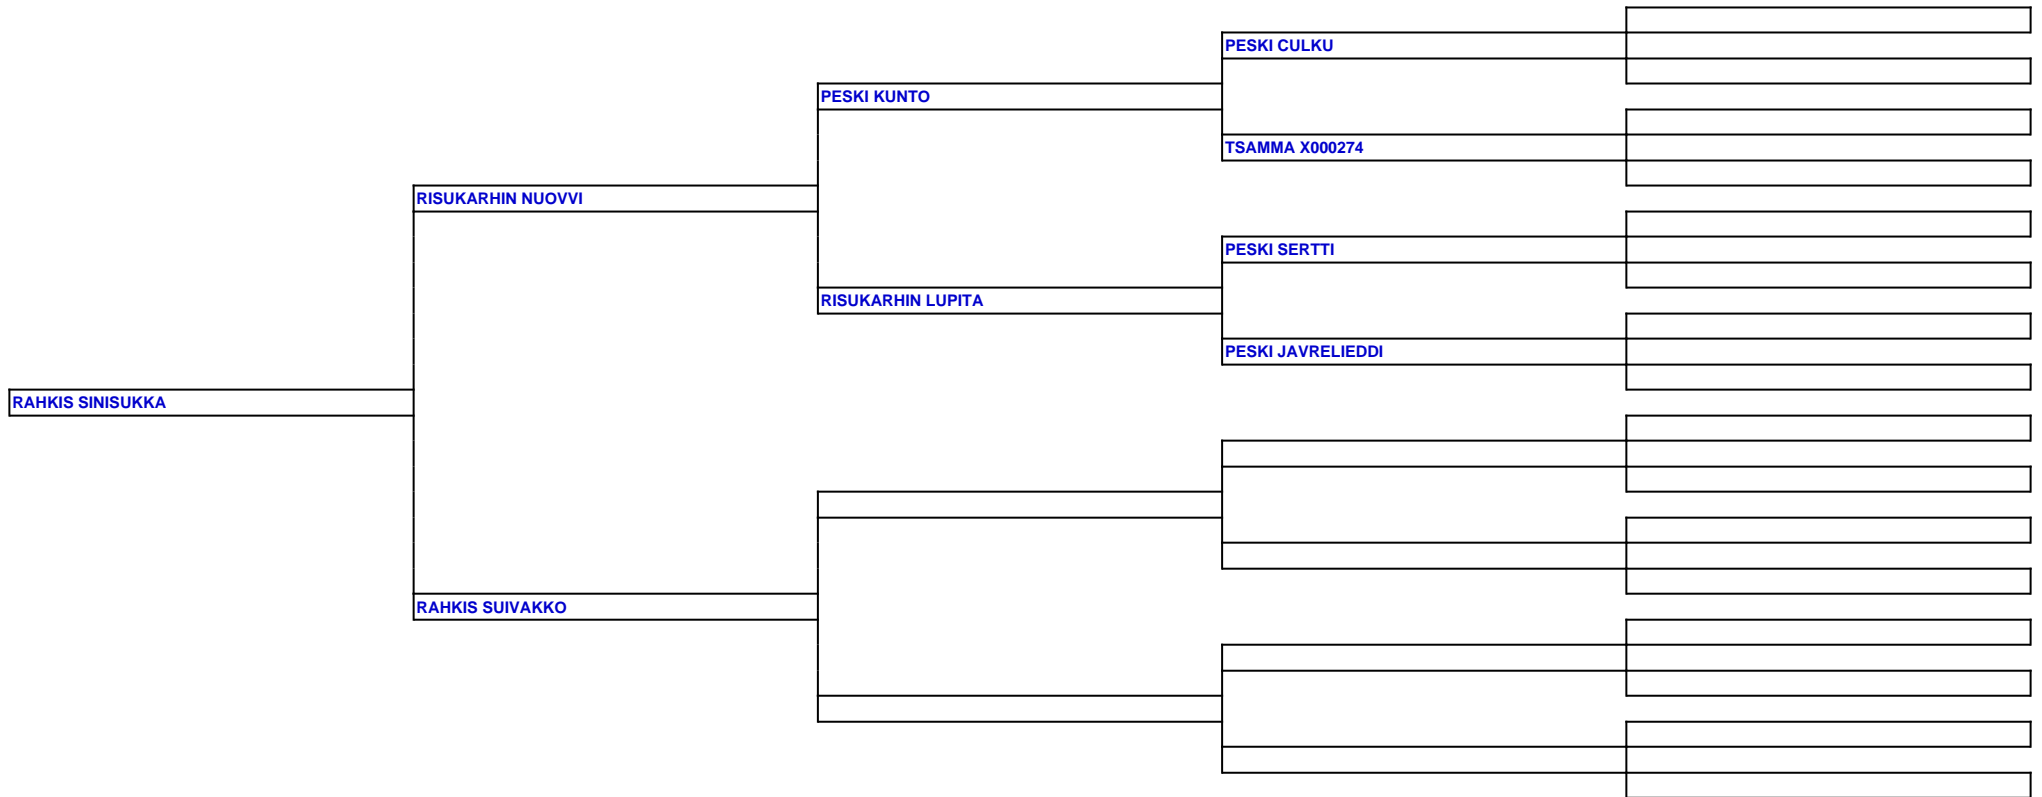 PESKI CULKU
PESKI KUNTO
TSAMMA X000274
RISUKARHIN NUOVVI
PESKI SERTTI
RISUKARHIN LUPITA
PESKI JAVRELIEDDI
RAHKIS SINISUKKA
RAHKIS SUIVAKKO